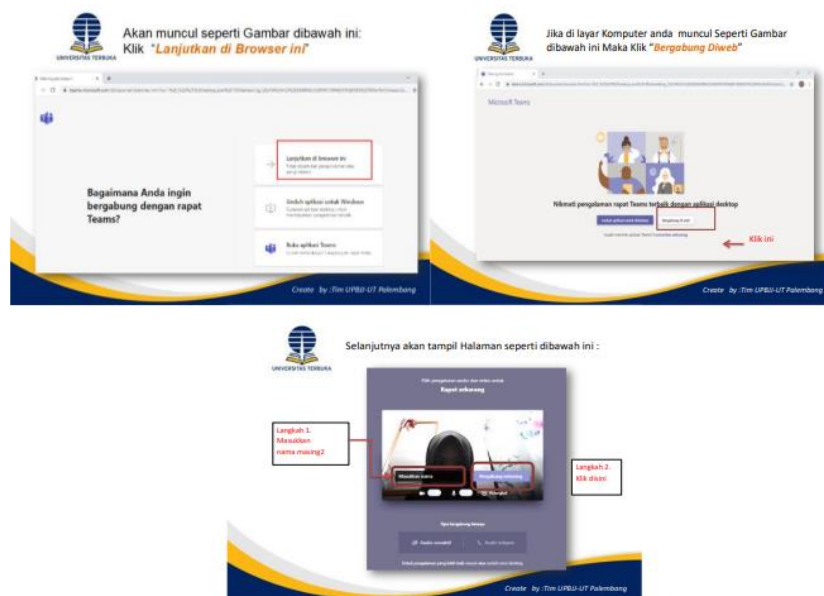 UNIVERSITAS TERBUKA
Akan muncul seperti Gambar dibawah ini:
Klik "Lanjutkan di Browser ini"
Bagaimana Anda ingin
bergabung dengan rapat
Teams?
Lanjutkan di browser ini
Unduh aplikasi untuk Windows
Buka aplikasi Teams
Create by :Tim UPBJJ-UT Palembang
UNIVERSITAS TERBUKA
Jika di layar Komputer anda muncul Seperti Gambar
dibawah ini Maka Klik "Bergabung Diweb"
Microsoft Teams
Nikmati pengalaman rapat Teams terbaik dengan aplikasi desktop
Klik ini
Create by :Tim UPBJJ-UT Palembang
UNIVERSITAS TERBUKA
Selanjutnya akan tampil Halaman seperti dibawah ini :
Rapat sekarang
Langkah 1.
Masukkan
nama masing2
Masukkan nama
Bergabung sekarang
Langkah 2.
Klik disini
Create by :Tim UPBJJ-UT Palembang